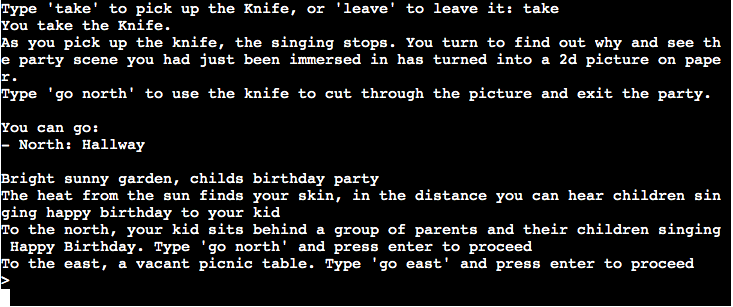 Type 'take' to pick up the Knife, or 'leave' to leave it: take
You take the Knife.
As you pick up the knife, the singing stops. You turn to find out why and see th
e party scene you had just been immersed in has turned into a 2d picture on pape
r.
Type 'go north' to use the knife to cut through the picture and exit the party.
You can go:
- North: Hallway
Bright sunny garden, childs birthday party
The heat from the sun finds your skin, in the distance you can hear children sin
ging happy birthday to your kid
To the north, your kid sits behind a group of parents and their children singing
 Happy Birthday. Type 'go north' and press enter to proceed
To the east, a vacant picnic table. Type 'go east' and press enter to proceed
>